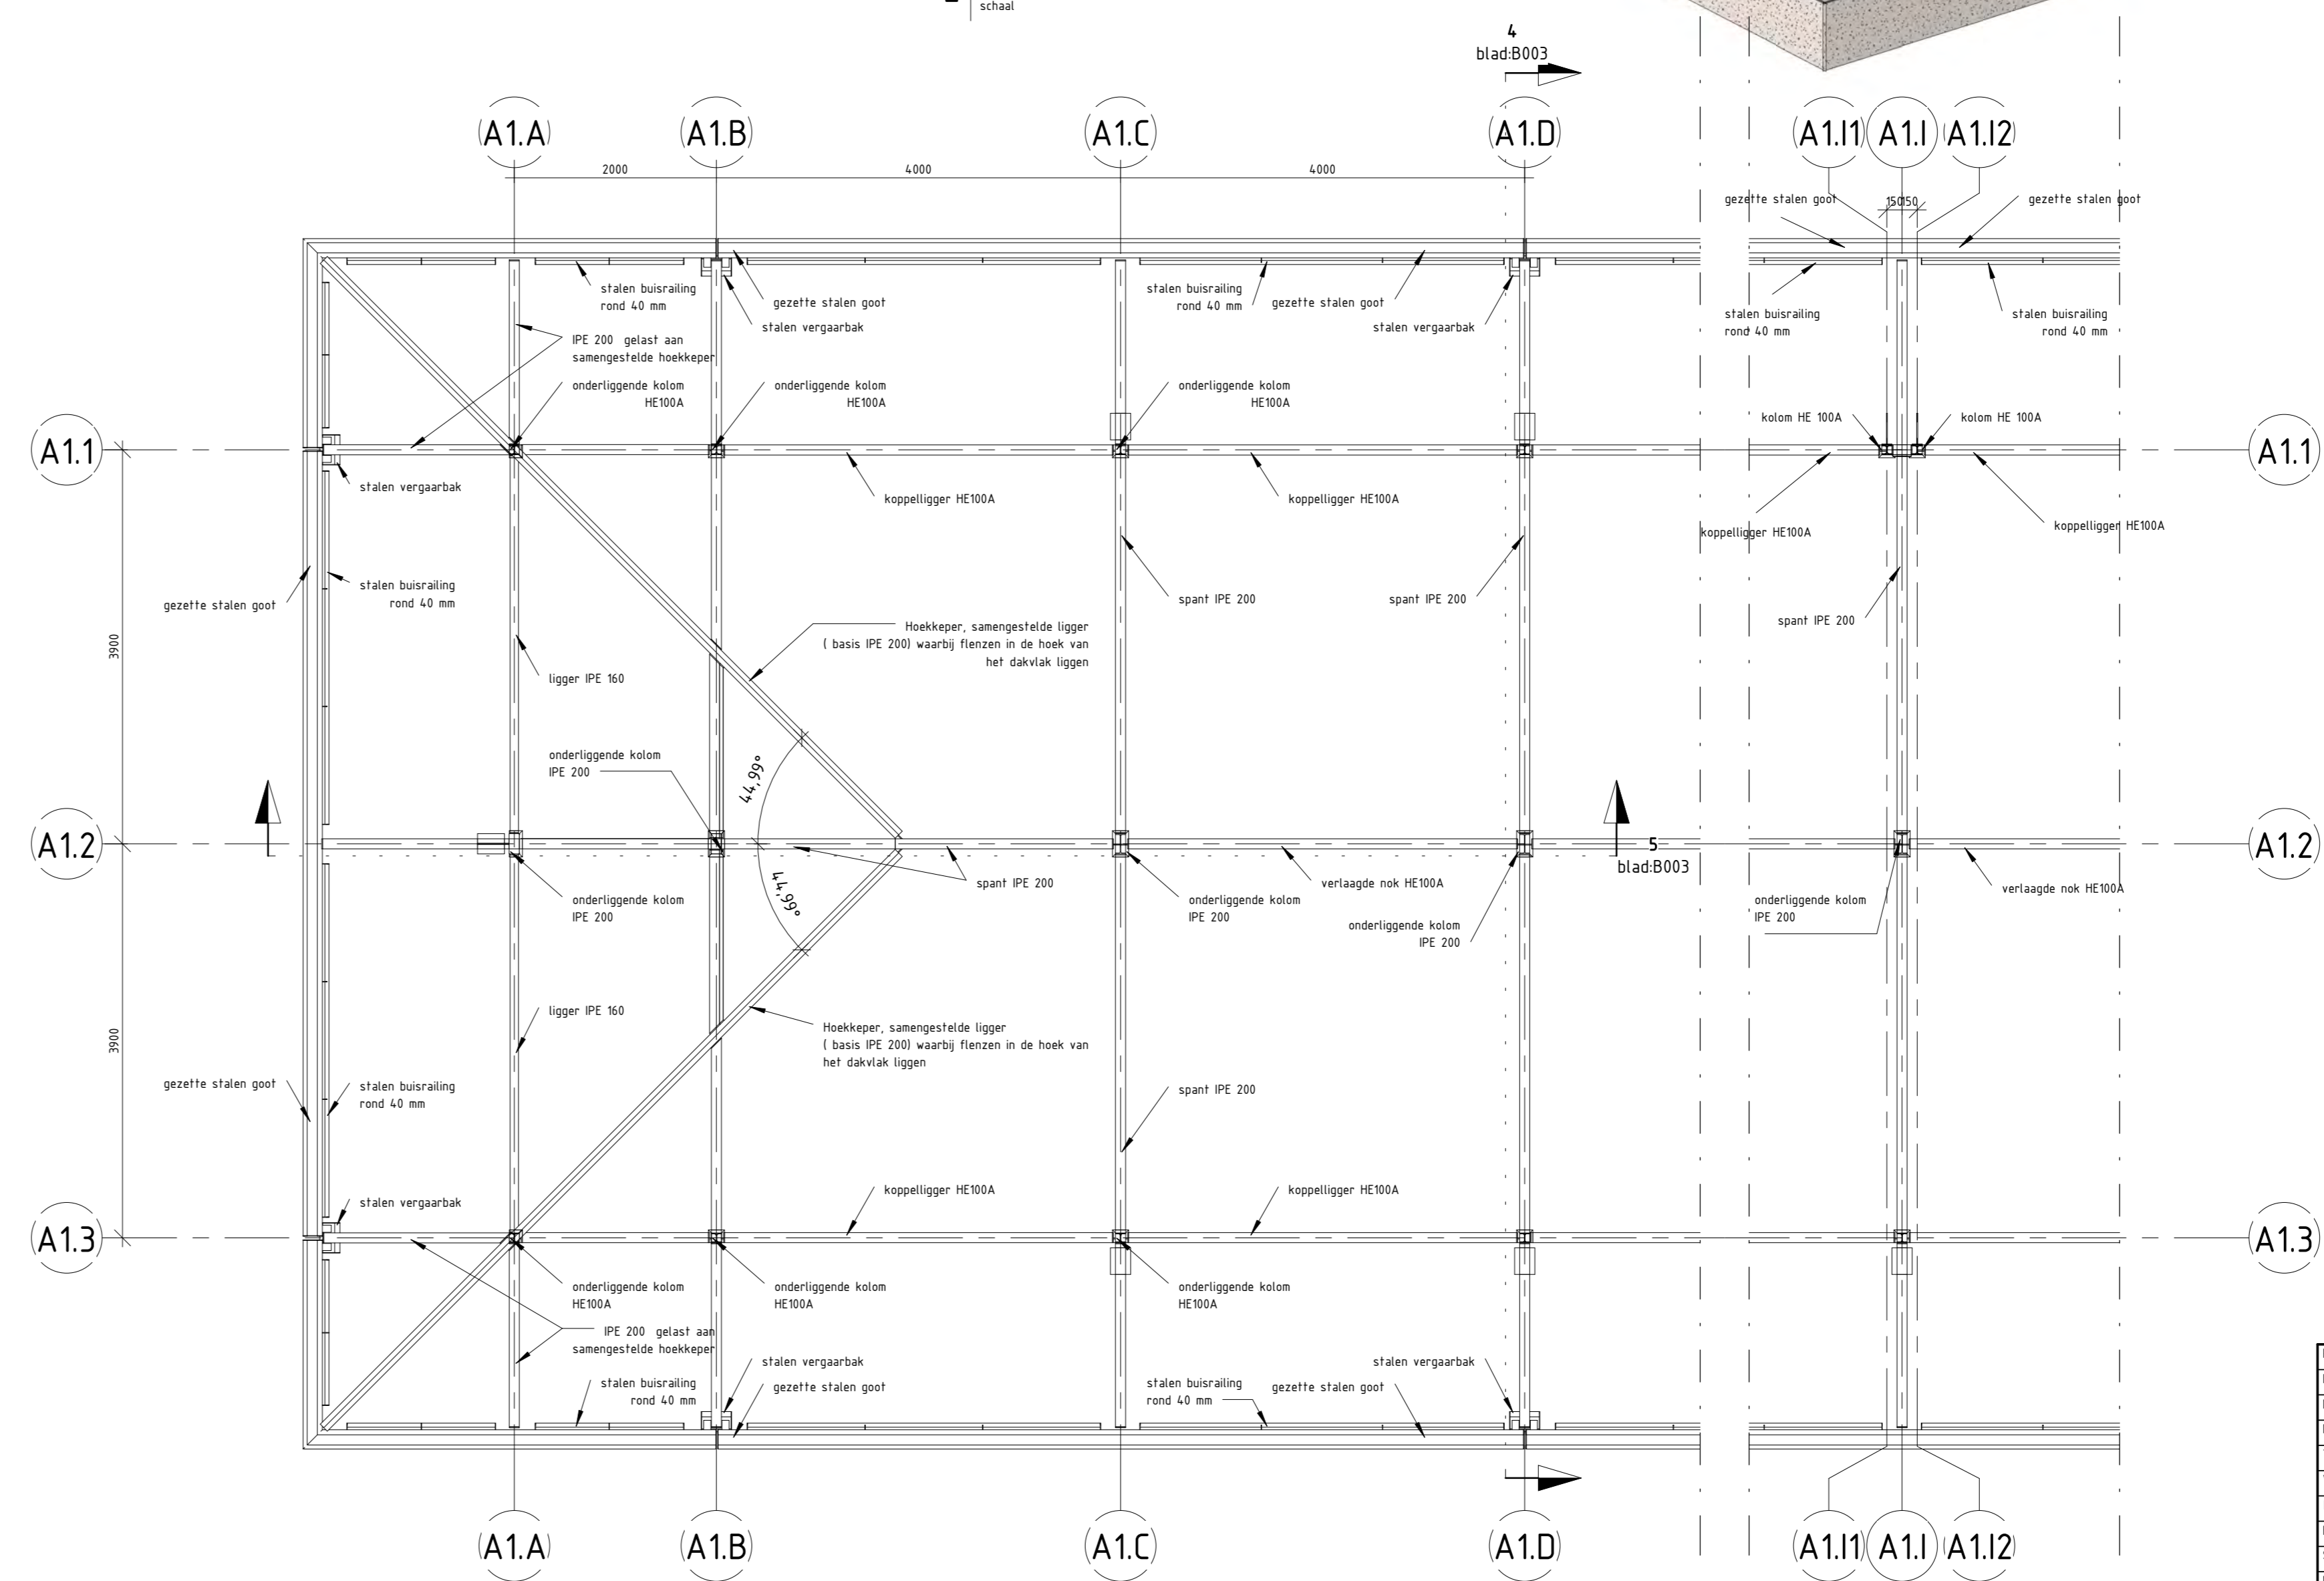 schaal
4
blad:B003
A1.A
A1.B
A1.C
A1.D
A1.I1
A1.I
A1.I2
2000
4000
4000
gezette stalen goot
150
150
gezette stalen goot
stalen buisrailing
rond 40 mm
gezette stalen goot
stalen vergaarbak
stalen buisrailing
rond 40 mm
gezette stalen goot
stalen vergaarbak
stalen buisrailing
rond 40 mm
stalen buisrailing
rond 40 mm
IPE 200 gelast aan
samengestelde hoekkeper
onderliggende kolom
HE100A
onderliggende kolom
HE100A
onderliggende kolom
HE100A
kolom HE 100A
kolom HE 100A
A1.1
A1.1
stalen vergaarbak
koppelligger HE100A
koppelligger HE100A
koppelligger HE100A
koppelligger HE100A
gezette stalen goot
stalen buisrailing
rond 40 mm
spant IPE 200
spant IPE 200
spant IPE 200
3900
Hoekkeper, samengestelde ligger
( basis IPE 200) waarbij flenzen in de hoek van
het dakvlak liggen
ligger IPE 160
onderliggende kolom
IPE 200
44,99°
A1.2
A1.2
5
blad:B003
44,99°
spant IPE 200
verlaagde nok HE100A
verlaagde nok HE100A
onderliggende kolom
IPE 200
onderliggende kolom
IPE 200
onderliggende kolom
IPE 200
onderliggende kolom
IPE 200
ligger IPE 160
Hoekkeper, samengestelde ligger
( basis IPE 200) waarbij flenzen in de hoek van
het dakvlak liggen
3900
gezette stalen goot
stalen buisrailing
rond 40 mm
spant IPE 200
stalen vergaarbak
koppelligger HE100A
koppelligger HE100A
A1.3
A1.3
onderliggende kolom
HE100A
onderliggende kolom
HE100A
onderliggende kolom
HE100A
IPE 200 gelast aan
samengestelde hoekkeper
stalen vergaarbak
stalen vergaarbak
stalen buisrailing
rond 40 mm
gezette stalen goot
stalen buisrailing
rond 40 mm
gezette stalen goot
A1.A
A1.B
A1.C
A1.D
A1.I1
A1.I
A1.I2